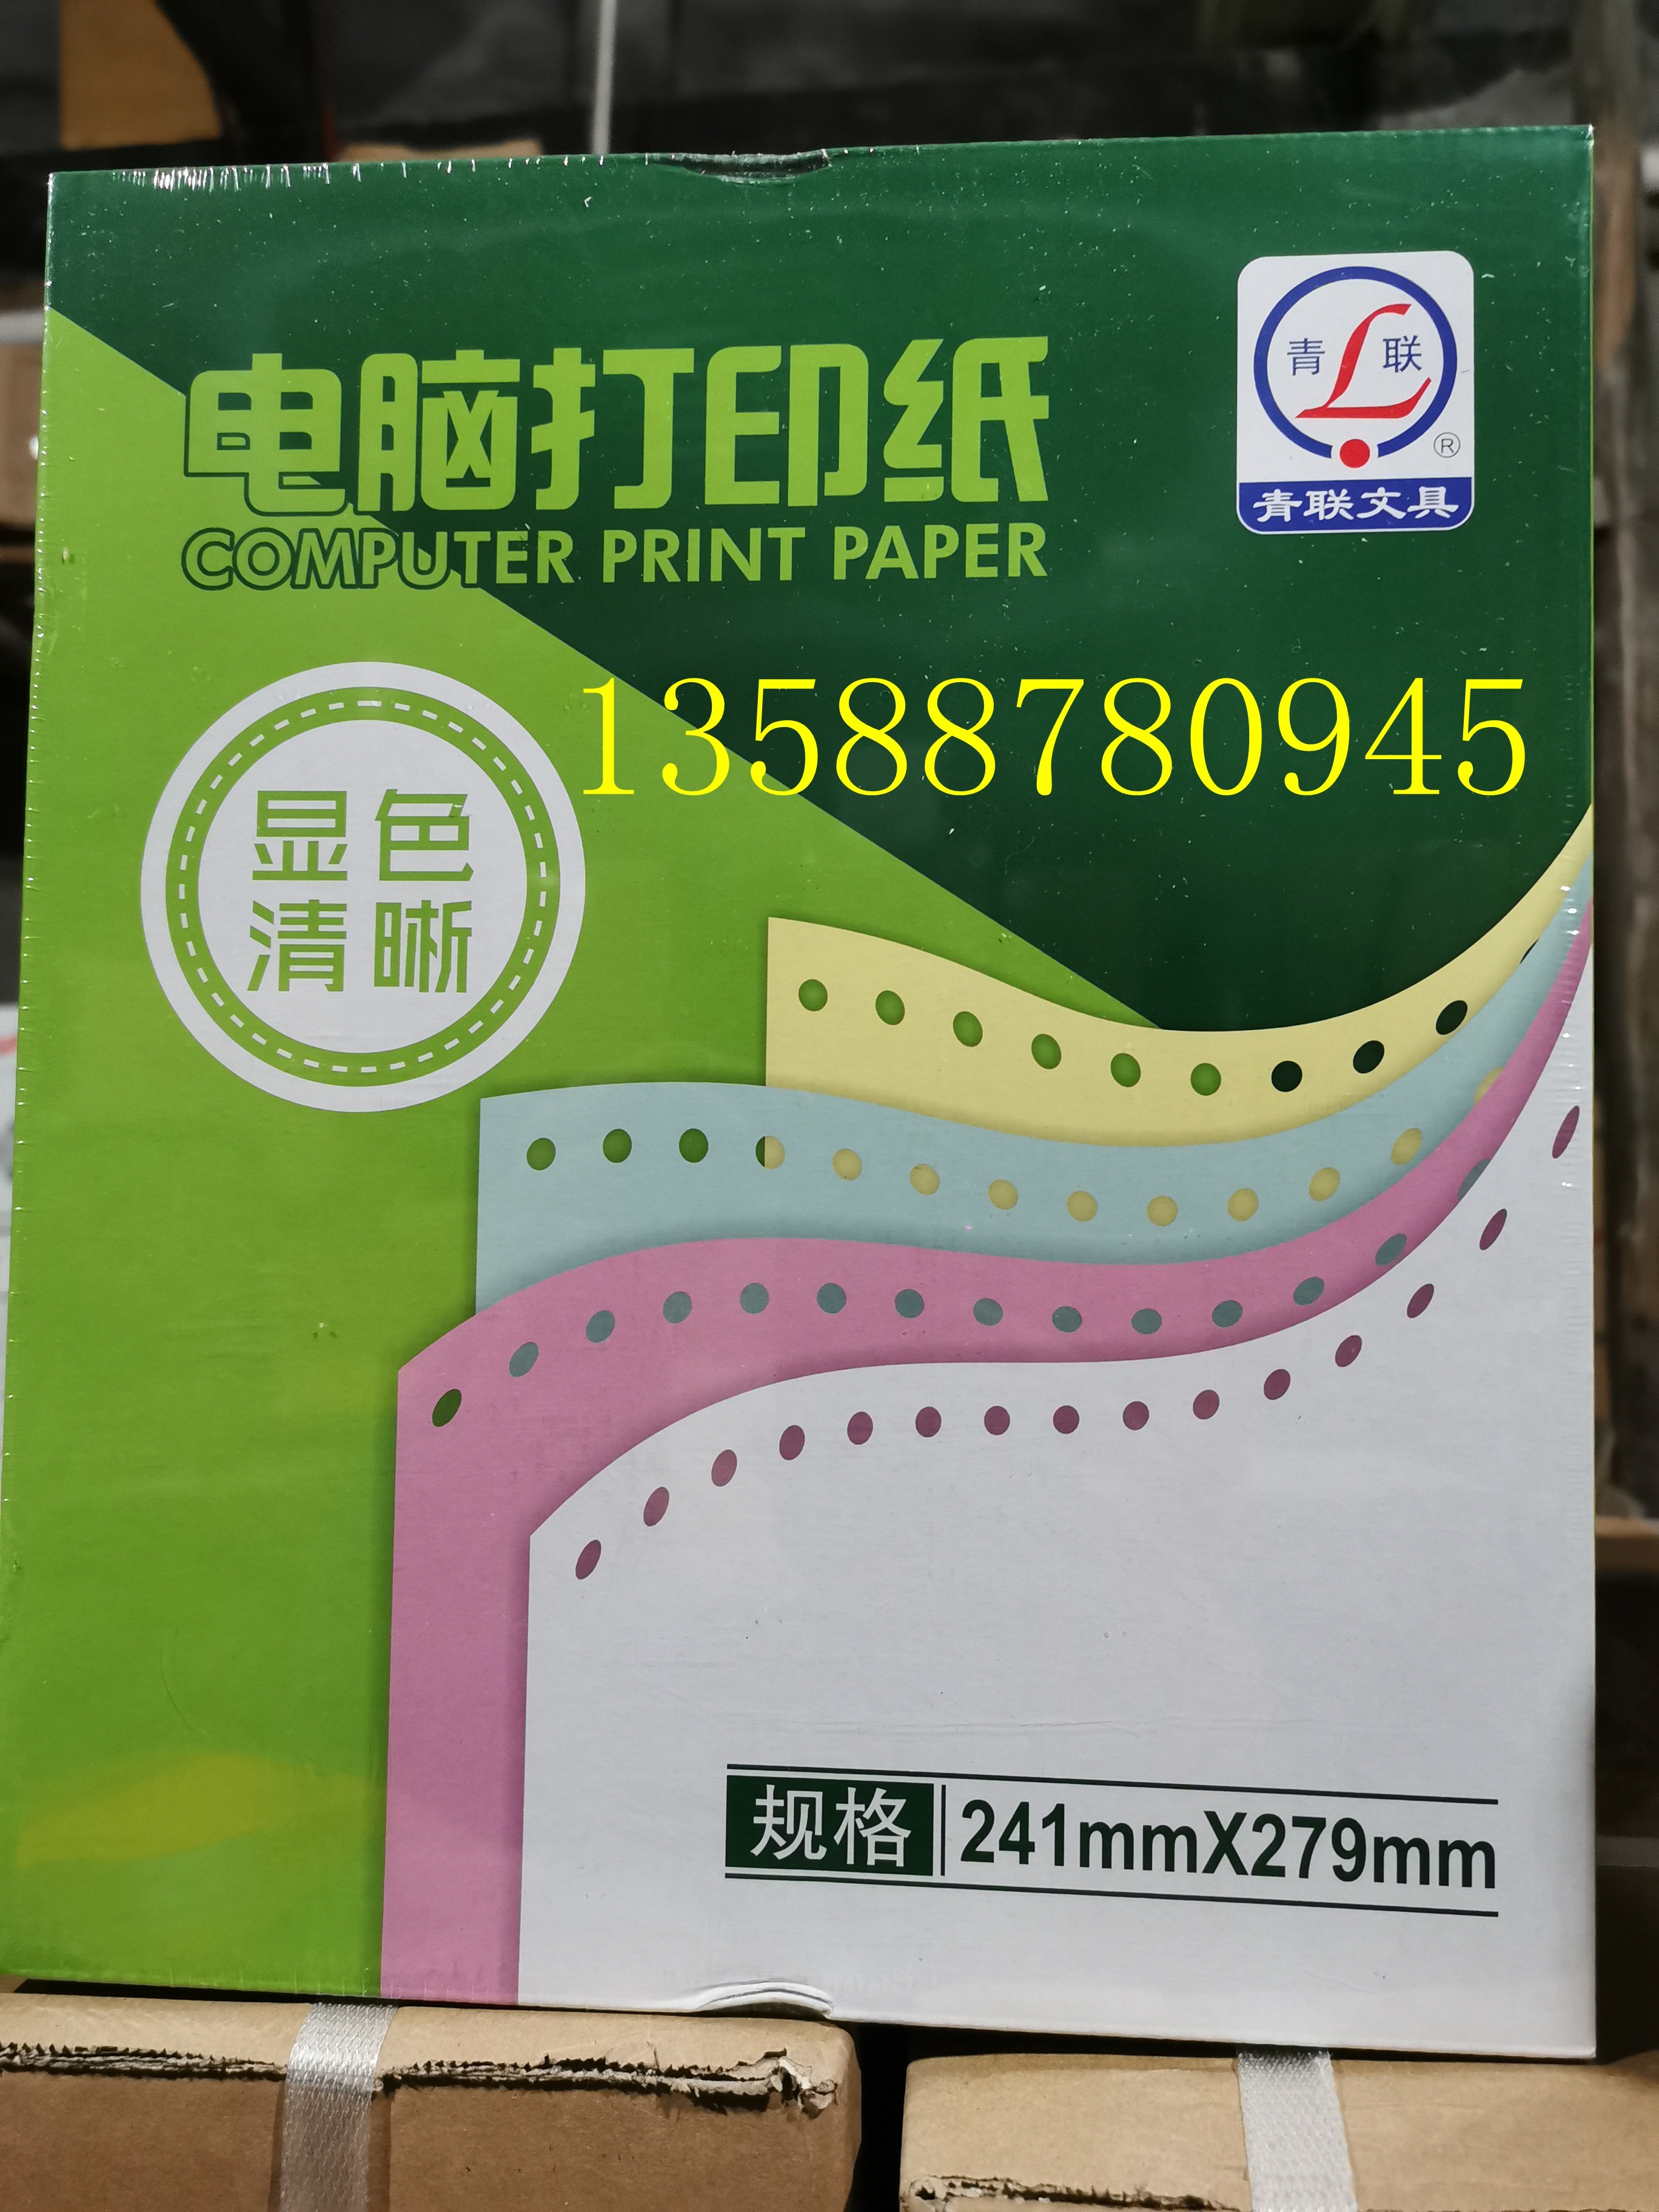 青 L 联
®
青联文具
电脑打印纸
COMPUTER PRINT PAPER
13588780945
显色
清晰
规格 241mmX279mm